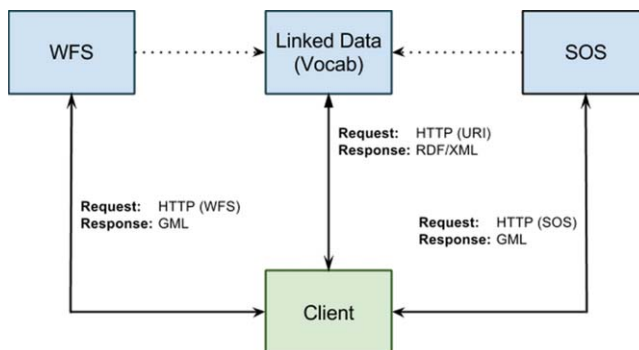 WFS
Linked Data
(Vocab)
SOS
Request: HTTP (URI)
Response: RDF/XML
Request: HTTP (WFS)
Response: GML
Request: HTTP (SOS)
Response: GML
Client